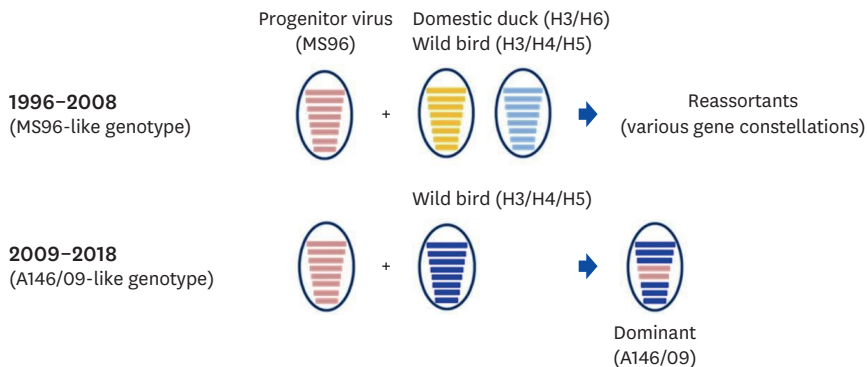 Progenitor virus
(MS96)
Domestic duck (H3/H6)
Wild bird (H3/H4/H5)
1996–2008
(MS96-like genotype)
+
Reassortants
(various gene constellations)
Wild bird (H3/H4/H5)
2009–2018
(A146/09-like genotype)
+
Dominant
(A146/09)